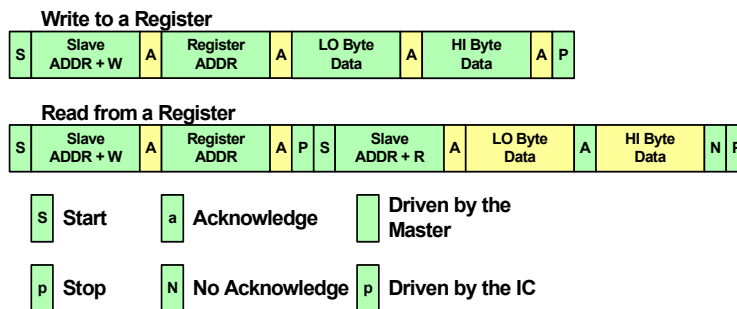 Write to a Register
S Slave ADDR + W A Register ADDR A LO Byte Data A HI Byte Data A P
Read from a Register
S Slave ADDR + W A Register ADDR A P S Slave ADDR + R A LO Byte Data A HI Byte Data N P
S Start a Acknowledge Driven by the Master
p Stop N No Acknowledge p Driven by the IC